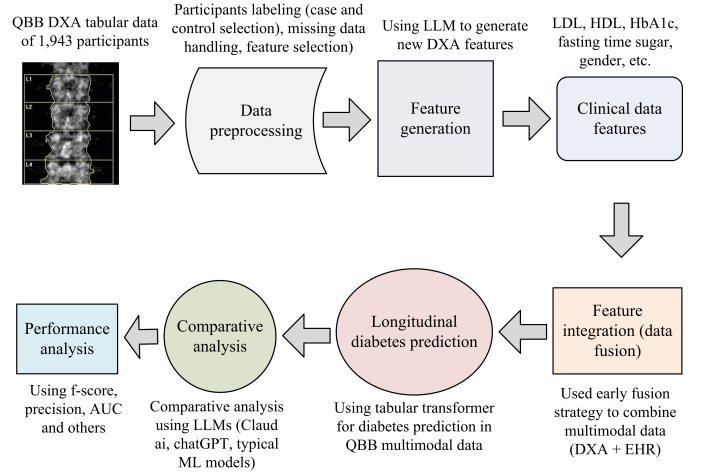 QBB DXA tabular data
of 1,943 participants
L1
L2
L3
L4
Participants labeling (case and
control selection), missing data
handling, feature selection)
Data
preprocessing
Using LLM to generate
new DXA features
Feature
generation
LDL, HDL, HbA1c,
fasting time sugar,
gender, etc.
Clinical data
features
Feature
integration (data
fusion)
Used early fusion
strategy to combine
multimodal data
(DXA + EHR)
Longitudinal
diabetes prediction
Using tabular transformer
for diabetes prediction in
QBB multimodal data
Comparative
analysis
Comparative analysis
using LLMs (Claud
ai, chatGPT, typical
ML models)
Performance
analysis
Using f-score,
precision, AUC
and others